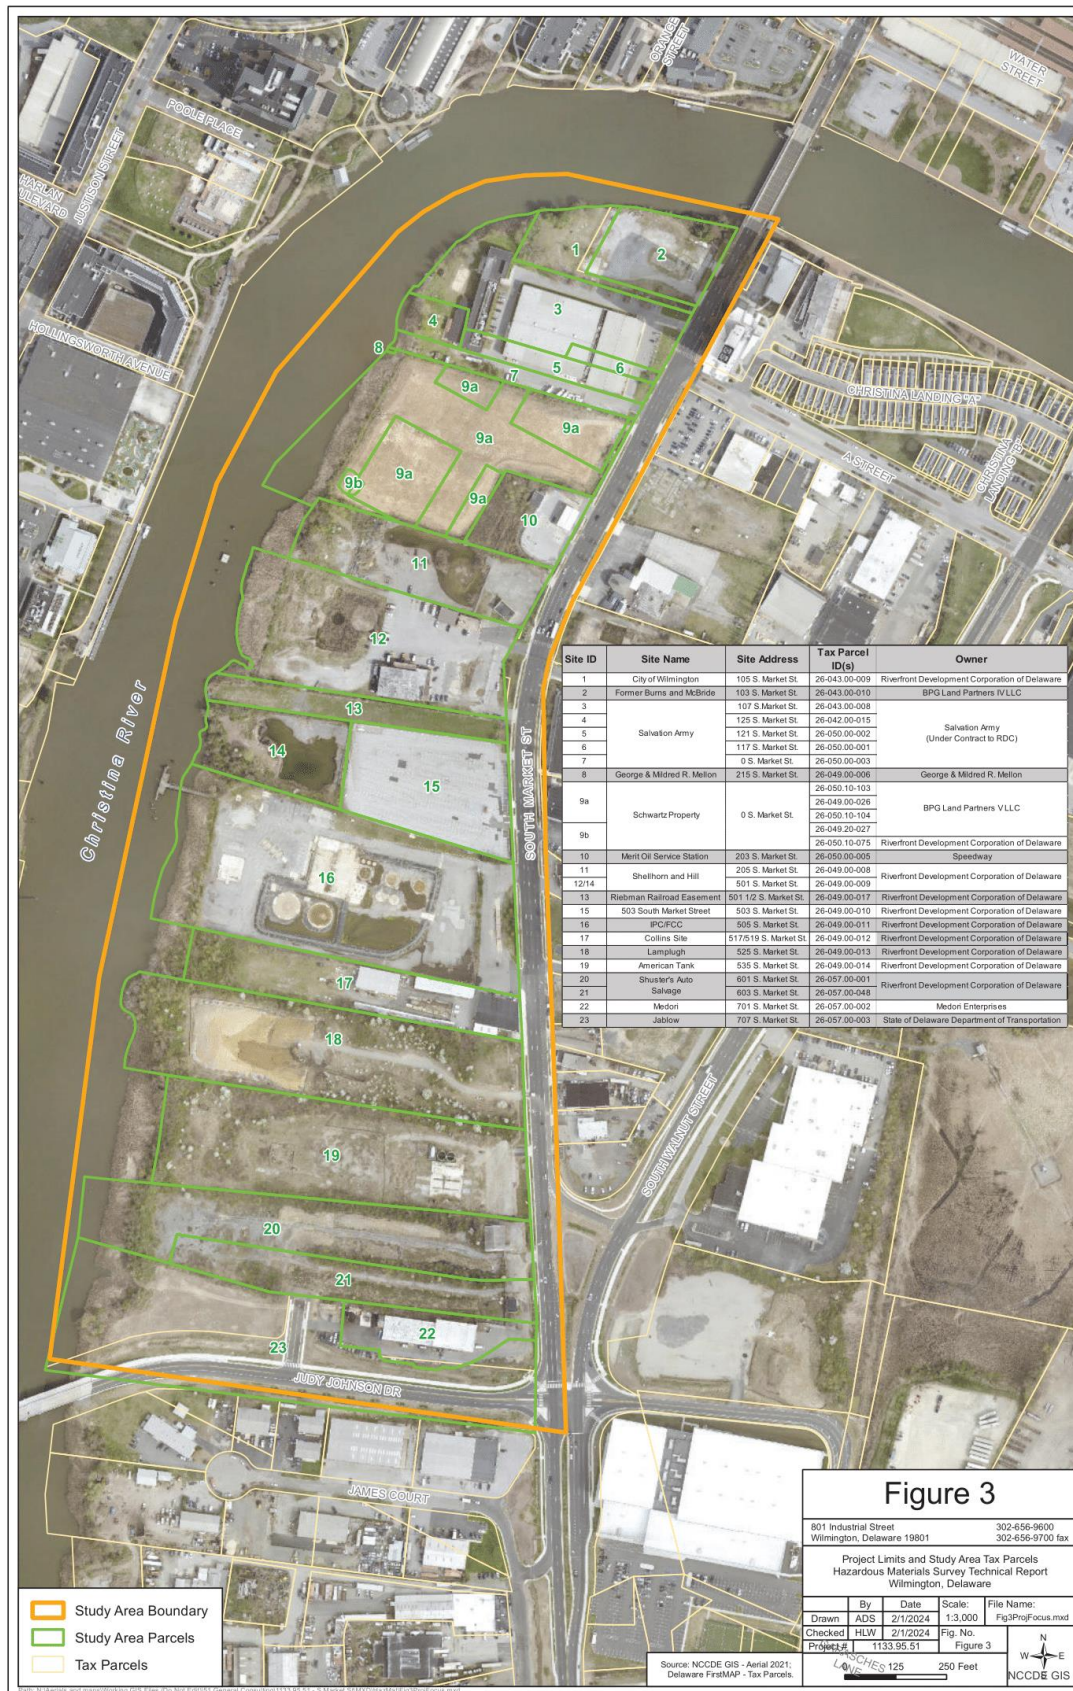 ORANGE
STREET
WATER
STREET
POOLE PLACE
JUSTISON STREET
HARLAN
HOLLINGSWORTH AVENUE
1
2
3
4
5
6
7
8
9a
9a
9a
9a
9a
9b
10
11
12
13
14
15
16
17
18
19
20
21
22
23
CHRISTINA LANDING "A"
CHRISTINA
LANDING "B"
A STREET
Christina River
SOUTH MARKET ST
SOUTH WALNUT STREET
JUDY JOHNSON DR
JAMES COURT
Site ID Site Name Site Address Tax Parcel ID(s) Owner
1 City of Wilmington 105 S. Market St. 26-043.00-009 Riverfront Development Corporation of Delaware
2 Former Burns and McBride 103 S. Market St. 26-043.00-010 BPG Land Partners IV LLC
3 107 S.Market St. 26-043.00-008
4 125 S. Market St. 26-042.00-015
5 Salvation Army 121 S. Market St. 26-050.00-002 Salvation Army
(Under Contract to RDC)
6 117 S. Market St. 26-050.00-001
7 0 S. Market St. 26-050.00-003
8 George & Mildred R. Mellon 215 S. Market St. 26-049.00-006 George & Mildred R. Mellon
9a Schwartz Property 0 S. Market St. 26-050.10-103 BPG Land Partners V LLC
26-049.00-026
26-050.10-104
9b 26-049.20-027
26-050.10-075 Riverfront Development Corporation of Delaware
10 Merit Oil Service Station 203 S. Market St. 26-050.00-005 Speedway
11 Shellhorn and Hill 205 S. Market St. 26-049.00-008 Riverfront Development Corporation of Delaware
12/14 501 S. Market St. 26-049.00-009
13 Riebman Railroad Easement 501 1/2 S. Market St. 26-049.00-017 Riverfront Development Corporation of Delaware
15 503 South Market Street 503 S. Market St. 26-049.00-010 Riverfront Development Corporation of Delaware
16 IPC/FCC 505 S. Market St. 26-049.00-011 Riverfront Development Corporation of Delaware
17 Collins Site 517/519 S. Market St. 26-049.00-012 Riverfront Development Corporation of Delaware
18 Lamplugh 525 S. Market St. 26-049.00-013 Riverfront Development Corporation of Delaware
19 American Tank 535 S. Market St. 26-049.00-014 Riverfront Development Corporation of Delaware
20 Shuster's Auto Salvage 601 S. Market St. 26-057.00-001 Riverfront Development Corporation of Delaware
21 603 S. Market St. 26-057.00-048
22 Medori 701 S. Market St. 26-057.00-002 Medori Enterprises
23 Jablow 707 S. Market St. 26-057.00-003 State of Delaware Department of Transportation
Study Area Boundary
Study Area Parcels
Tax Parcels
Source: NCCDE GIS - Aerial 2021;
Delaware FirstMAP - Tax Parcels.
Figure 3
801 Industrial Street 302-656-9600
Wilmington, Delaware 19801 302-656-9700 fax
Project Limits and Study Area Tax Parcels
Hazardous Materials Survey Technical Report
Wilmington, Delaware
By Date Scale: File Name:
Drawn ADS 2/1/2024 1:3,000 Fig3ProjFocus.mxd
Checked HLW 2/1/2024 Fig. No.
Project # 1133.95.51 Figure 3
LANE
0 125 250 Feet
N
W E
S
NCCDE GIS